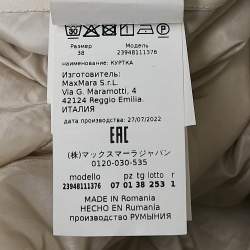 30
Размер Модель
38 23948111376
наименование: КУРТКА
Изготовитель:
MaxMara S.r.L.
Via G. Maramotti, 4
42124 Reggio Emilia.
ИТАЛИЯ
дата производства: 27/07/2022
EAC
(株)マックスマーラジャパン
0120-030-535
modello pz tg lotto r
23948111376 07 01 38 253 1
MADE IN Romania
HECHO EN Rumania
производство РУМЫНИЯ